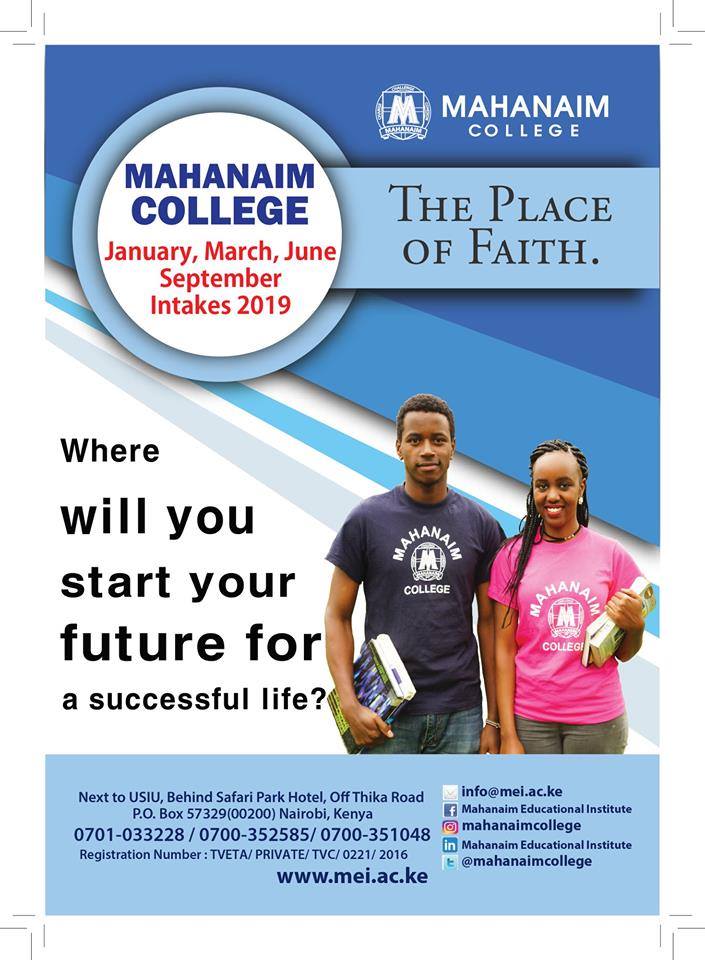 MAHANAIM
COLLEGE
THE PLACE
OF FAITH.
MAHANAIM
COLLEGE
January, March, June
September
Intakes 2019
Where
will you
start your
future for
a successful life?
MAHANAIM
COLLEGE
MAHANAIM
COLLEGE
Next to USIU, Behind Safari Park Hotel, Off Thika Road
P.O. Box 57329(00200) Nairobi, Kenya
0701-033228 / 0700-352585/ 0700-351048
Registration Number : TVETA/ PRIVATE/ TVC/ 0221/ 2016
www.mei.ac.ke
info@mei.ac.ke
Mahanaim Educational Institute
mahanaimcollege
Mahanaim Educational Institute
@mahanaimcollege